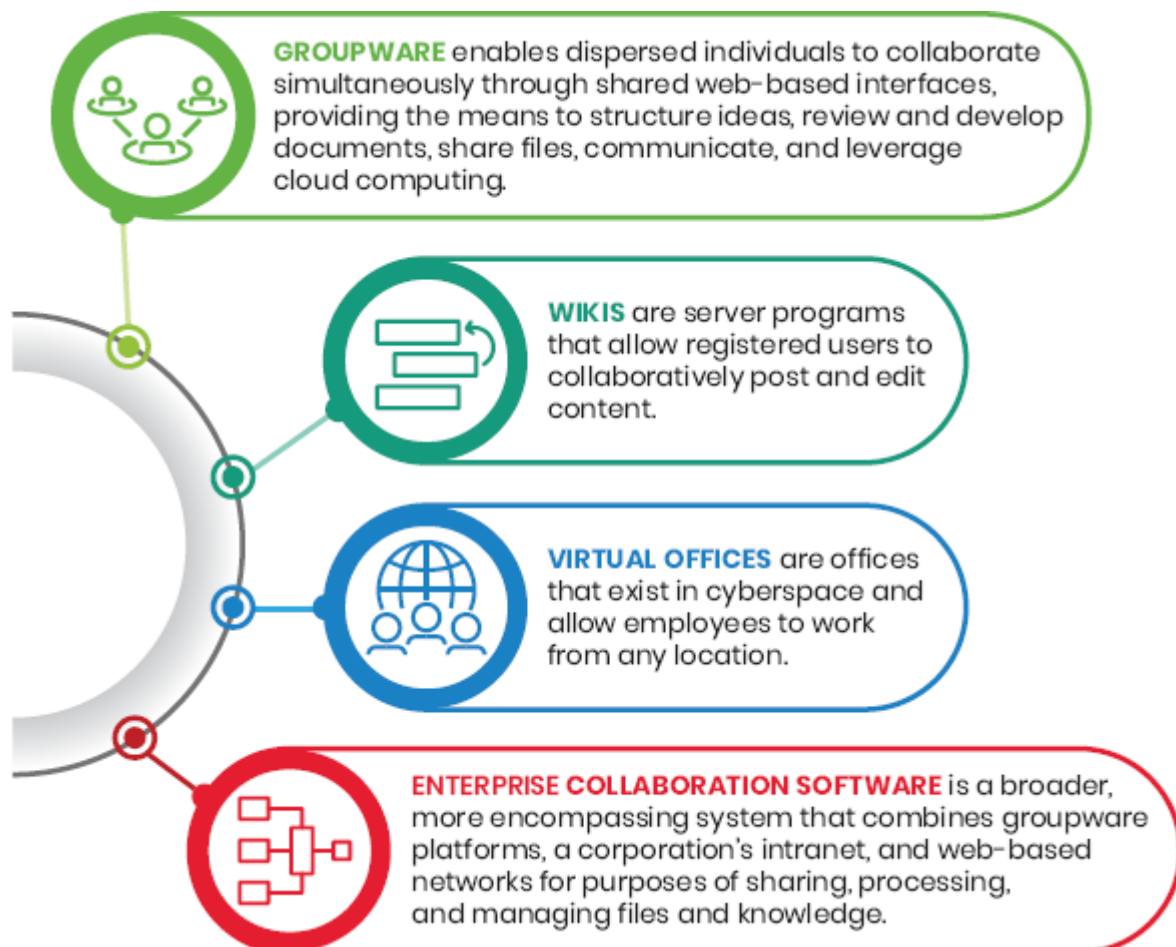 GROUPWARE enables dispersed individuals to collaborate
simultaneously through shared web-based interfaces,
providing the means to structure ideas, review and develop
documents, share files, communicate, and leverage
cloud computing.
WIKIS are server programs
that allow registered users to
collaboratively post and edit
content.
VIRTUAL OFFICES are offices
that exist in cyberspace and
allow employees to work
from any location.
ENTERPRISE COLLABORATION SOFTWARE is a broader,
more encompassing system that combines groupware
platforms, a corporation's intranet, and web-based
networks for purposes of sharing, processing,
and managing files and knowledge.